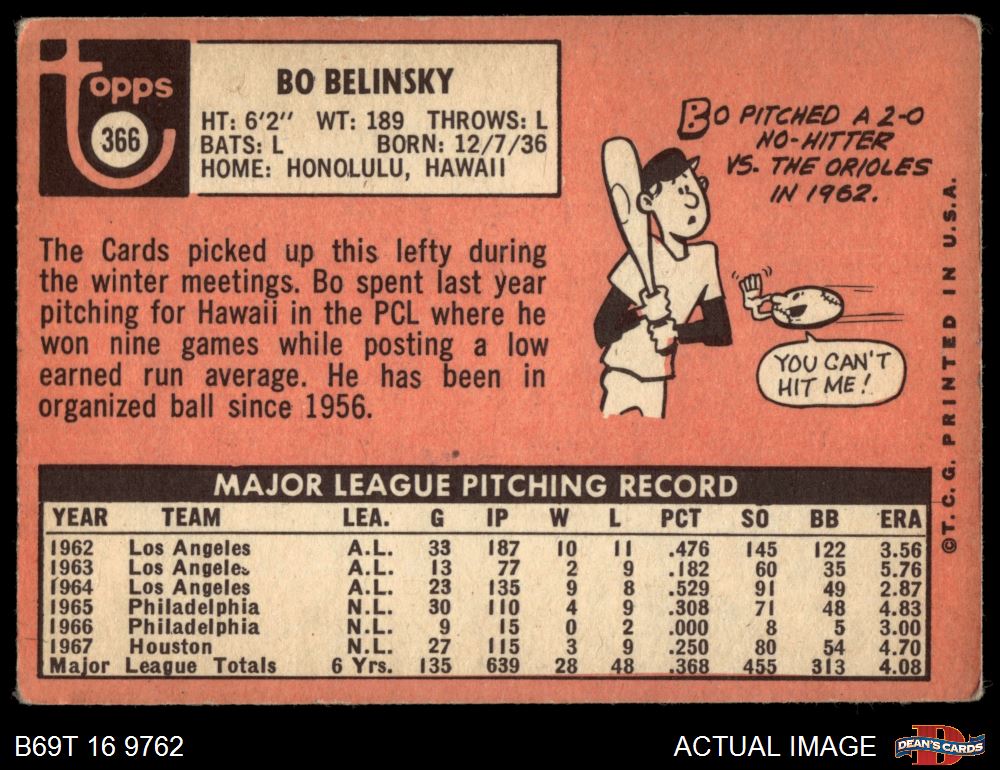 Topps
366
BO BELINSKY
HT: 6'2" WT: 189 THROWS: L
BATS: L BORN: 12/7/36
HOME: HONOLULU, HAWAII
BO PITCHED A 2-0
NO-HITTER
VS. THE ORIOLES
IN 1962.
YOU CAN'T
HIT ME!
The Cards picked up this lefty during
the winter meetings. Bo spent last year
pitching for Hawaii in the PCL where he
won nine games while posting a low
earned run average. He has been in
organized ball since 1956.
©T. C. G. PRINTED IN U.S.A.
MAJOR LEAGUE PITCHING RECORD
YEAR TEAM LEA. G IP W L PCT SO BB ERA
1962 Los Angeles A.L. 33 187 10 11 .476 145 122 3.56
1963 Los Angeles A.L. 13 77 2 9 .182 60 35 5.76
1964 Los Angeles A.L. 23 135 9 8 .529 91 49 2.87
1965 Philadelphia N.L. 30 110 4 9 .308 71 48 4.83
1966 Philadelphia N.L. 9 15 0 2 .000 8 5 3.00
1967 Houston N.L. 27 115 3 9 .250 80 54 4.70
Major League Totals 6 Yrs. 135 639 28 48 .368 455 313 4.08
B69T 16 9762
ACTUAL IMAGE
D
DEAN'S CARDS